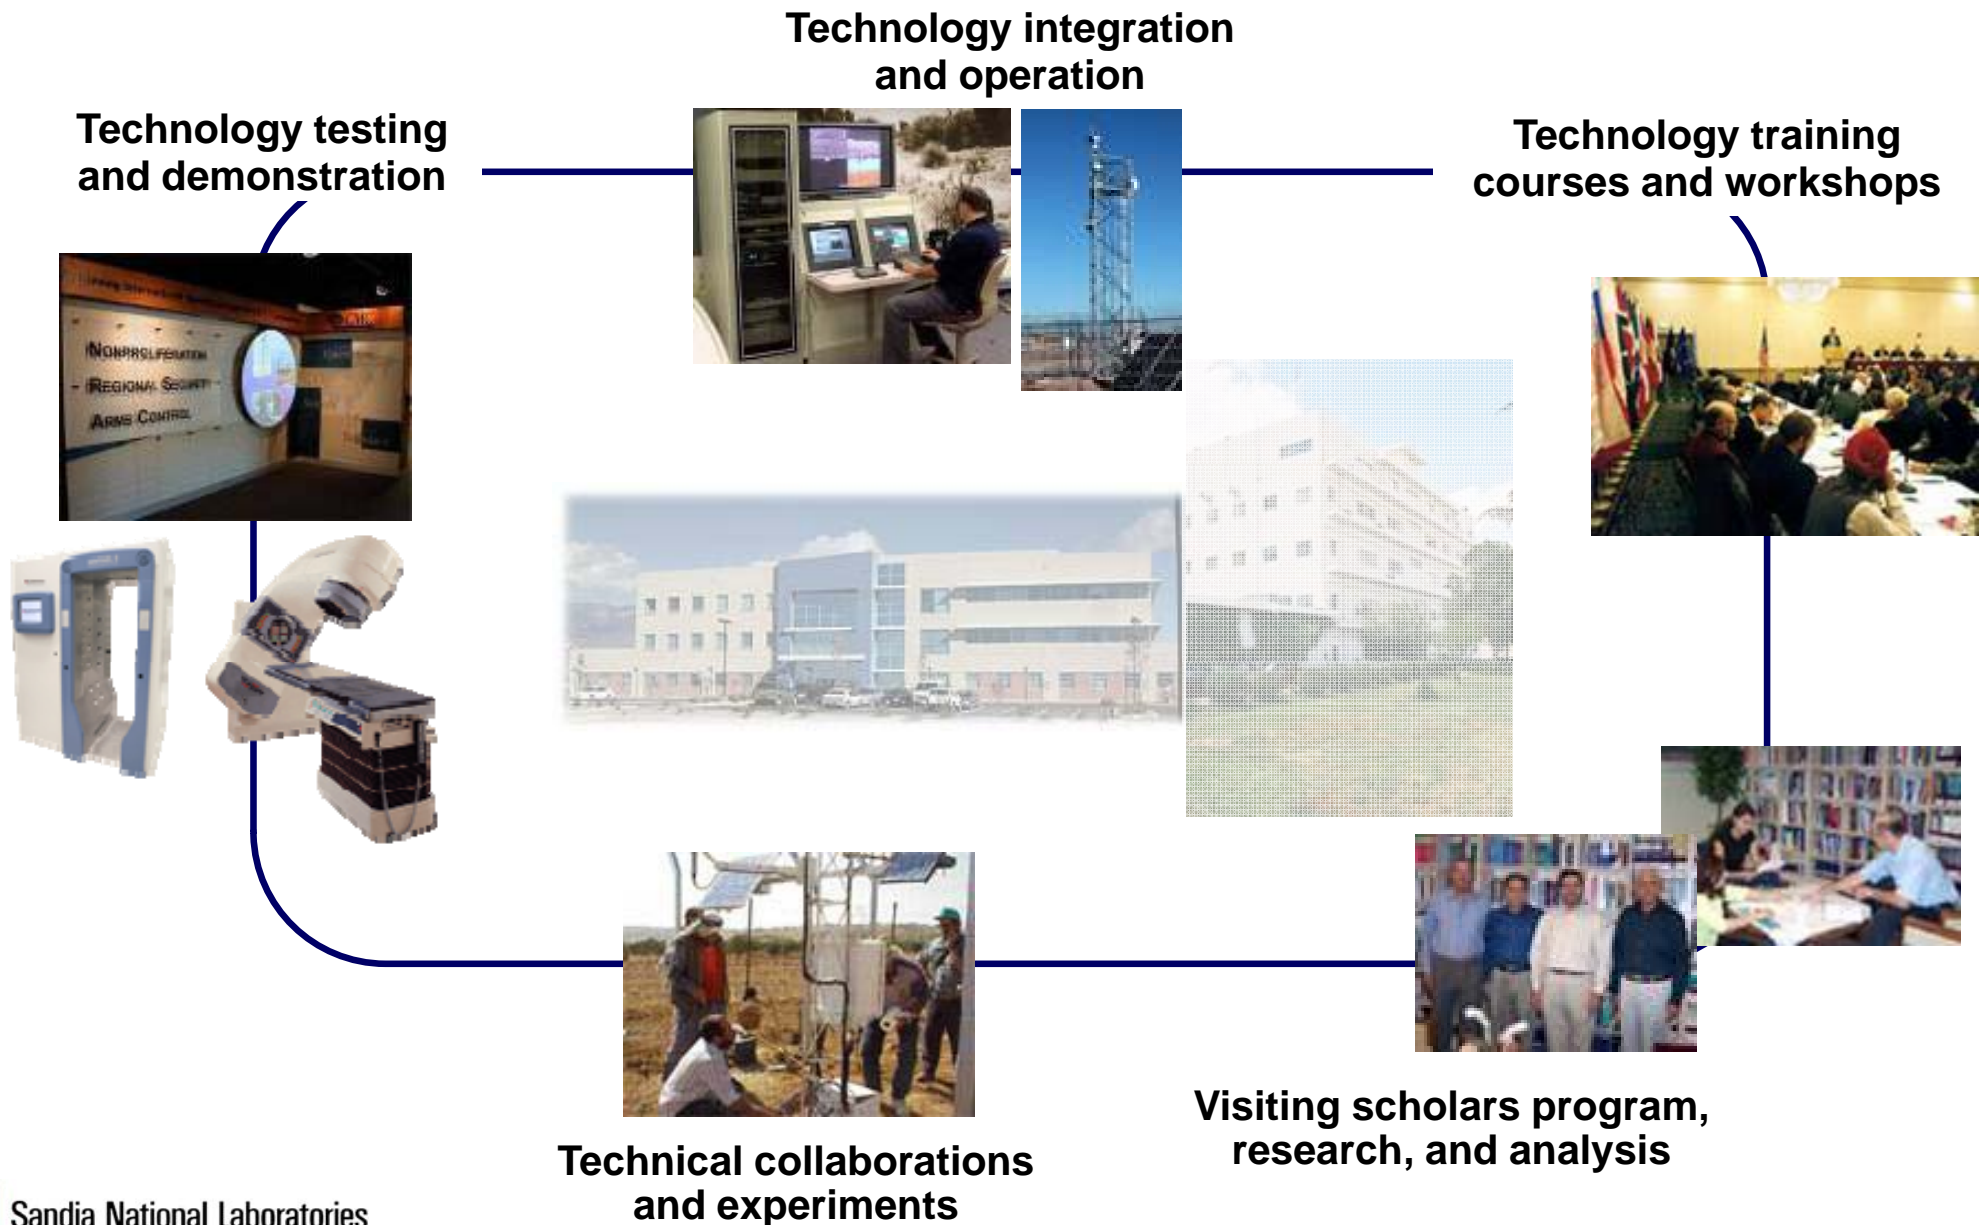 Technology integration
and operation
Technology testing
and demonstration
Technology training
courses and workshops
NONPROLIFERATION
REGIONAL SECURITY
ARMS CONTROL
Visiting scholars program,
research, and analysis
Technical collaborations
and experiments
Sandia National Laboratories